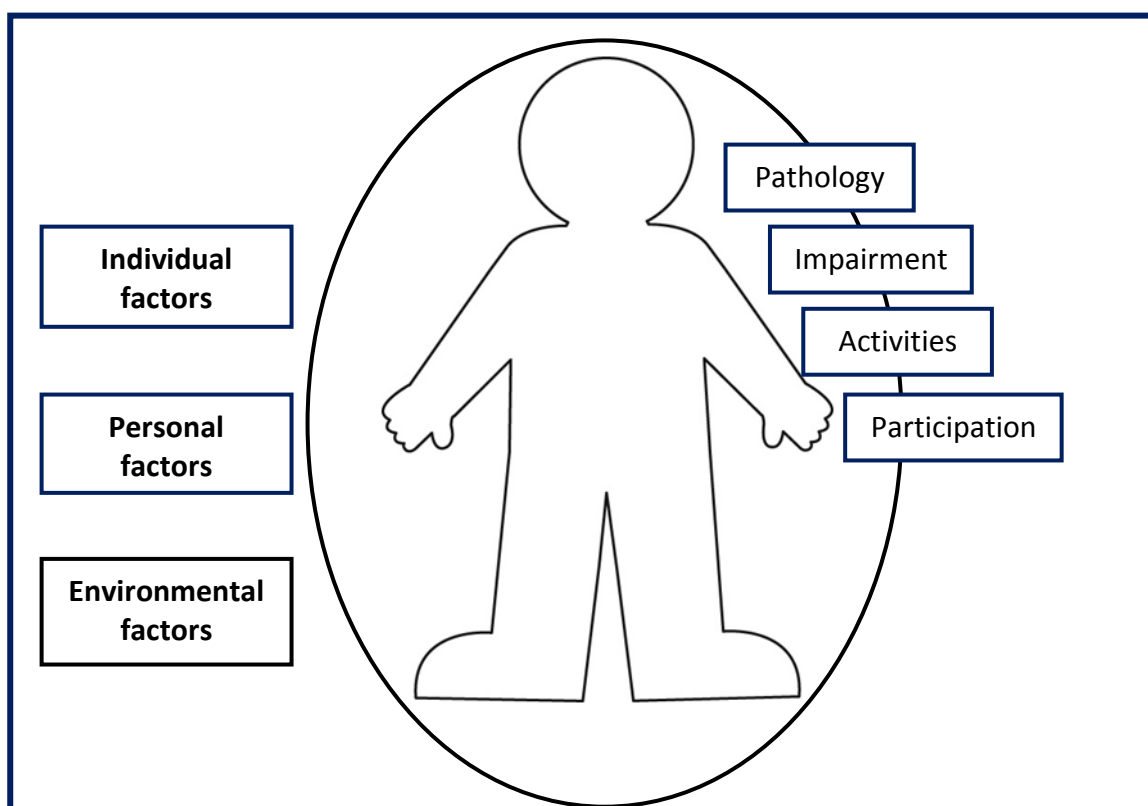 Individual
factors
Personal
factors
Environmental
factors
Pathology
Impairment
Activities
Participation